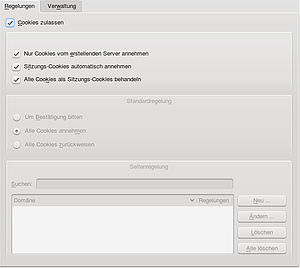 Regelungen Verwaltung
Cookies zulassen
Nur Cookies vom erstellenden Server annehmen
Sitzungs-Cookies automatisch annehmen
Alle Cookies als Sitzungs-Cookies behandeln
Standardregelung
Um Bestätigung bitten
Alle Cookies annehmen
Alle Cookies zurückweisen
Seitenregelung
Suchen:
Domäne Regelungen
Neu ...
Ändern ...
Löschen
Alle löschen